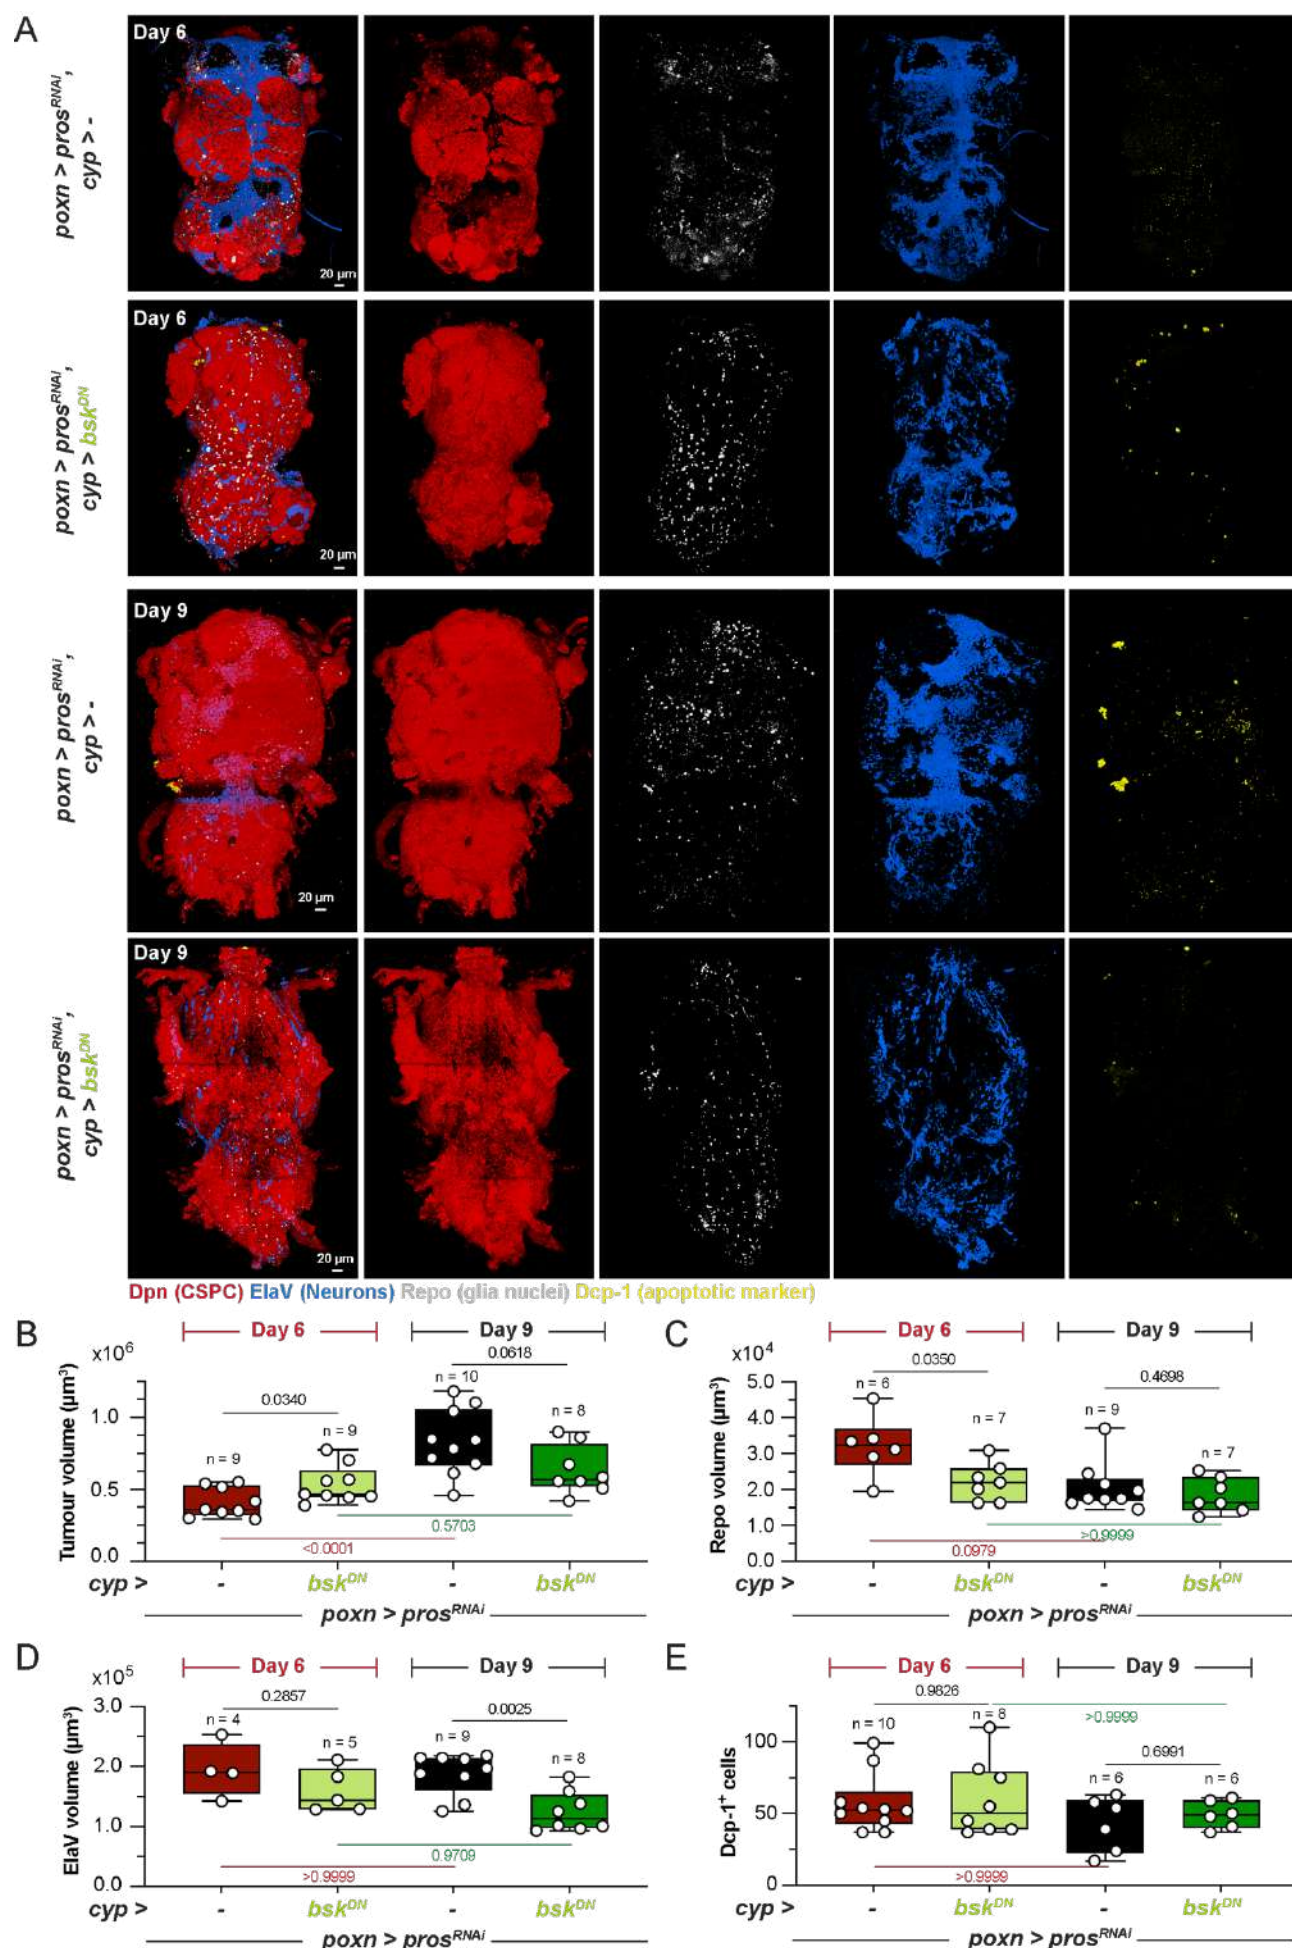 A
Day 6
poxn > prosRNAi,
cyp > -
20 µm
Day 6
poxn > prosRNAi,
cyp > bskDN
20 µm
Day 9
poxn > prosRNAi,
cyp > -
20 µm
Day 9
poxn > prosRNAi,
cyp > bskDN
20 µm
Dpn (CSPC) ElaV (Neurons) Repo (glia nuclei) Dcp-1 (apoptotic marker)
B
Day 6 Day 9
x10⁶
Tumour volume (µm³)
1.0
0.5
0.0
n = 9
n = 9
n = 10
n = 8
0.0340
0.0618
0.5703
<0.0001
cyp > - bskDN - bskDN
poxn > prosRNAi
C
Day 6 Day 9
x10⁴
Repo volume (µm³)
5.0
4.0
3.0
2.0
1.0
0.0
n = 6
n = 7
n = 9
n = 7
0.0350
0.4698
>0.9999
0.0979
- bskDN - bskDN
poxn > prosRNAi
D
Day 6 Day 9
x10⁵
ElaV volume (µm³)
3.0
2.0
1.0
0.0
n = 4
n = 5
n = 9
n = 8
0.2857
0.0025
0.9709
>0.9999
cyp > - bskDN - bskDN
poxn > prosRNAi
E
Day 6 Day 9
Dcp-1⁺ cells
100
50
0
n = 10
n = 8
n = 6
n = 6
0.9826
>0.9999
0.6991
>0.9999
- bskDN - bskDN
poxn > prosRNAi